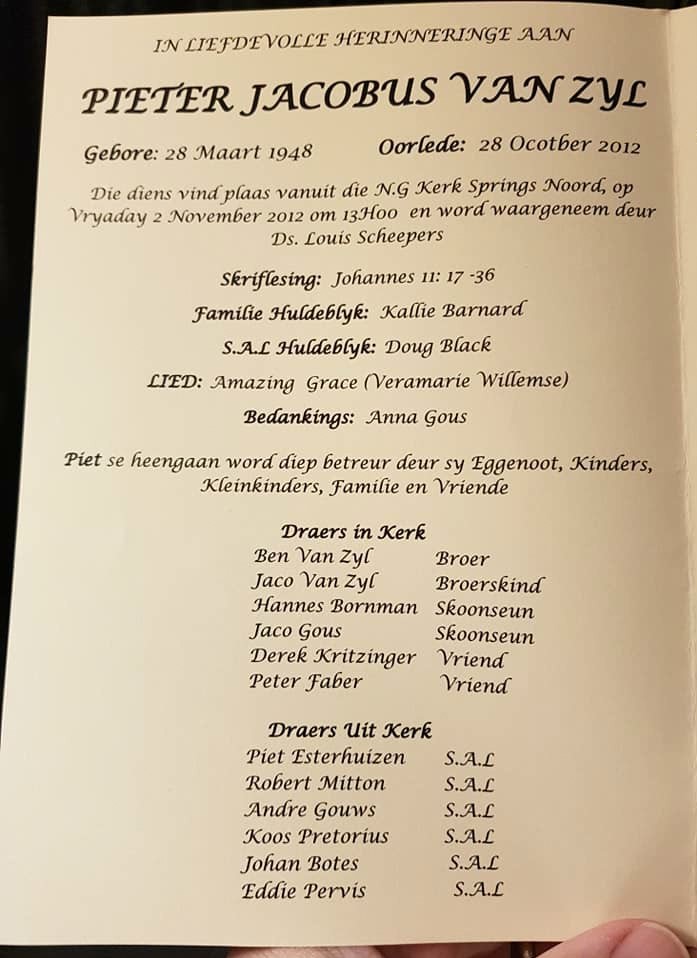 IN LIEFDEVOLLE HERINNERINGE AAN
PIETER JACOBUS VAN ZYL
Gebore: 28 Maart 1948 Oorlede: 28 Ocotber 2012
Die diens vind plaas vanuit die N.G Kerk Springs Noord, op
Vryaday 2 November 2012 om 13H00 en word waargeneem deur
Ds. Louis Scheepers
Skriflesing: Johannes 11: 17 -36
Familie Huldeblyk: Kallie Barnard
S.A.L Huldeblyk: Doug Black
LIED: Amazing Grace (Veramarie Willemse)
Bedankings: Anna Gous
Piet se heengaan word diep betreur deur sy Eggenoot, Kinders,
Kleinkinders, Familie en Vriende
Draers in Kerk
Ben Van Zyl Broer
Jaco Van Zyl Broerskind
Hannes Bornman Skoonseun
Jaco Gous Skoonseun
Derek Kritzinger Vriend
Peter Faber Vriend
Draers Uit Kerk
Piet Esterhuizen S.A.L
Robert Mitton S.A.L
Andre Gouws S.A.L
Koos Pretorius S.A.L
Johan Botes S.A.L
Eddie Pervis S.A.L